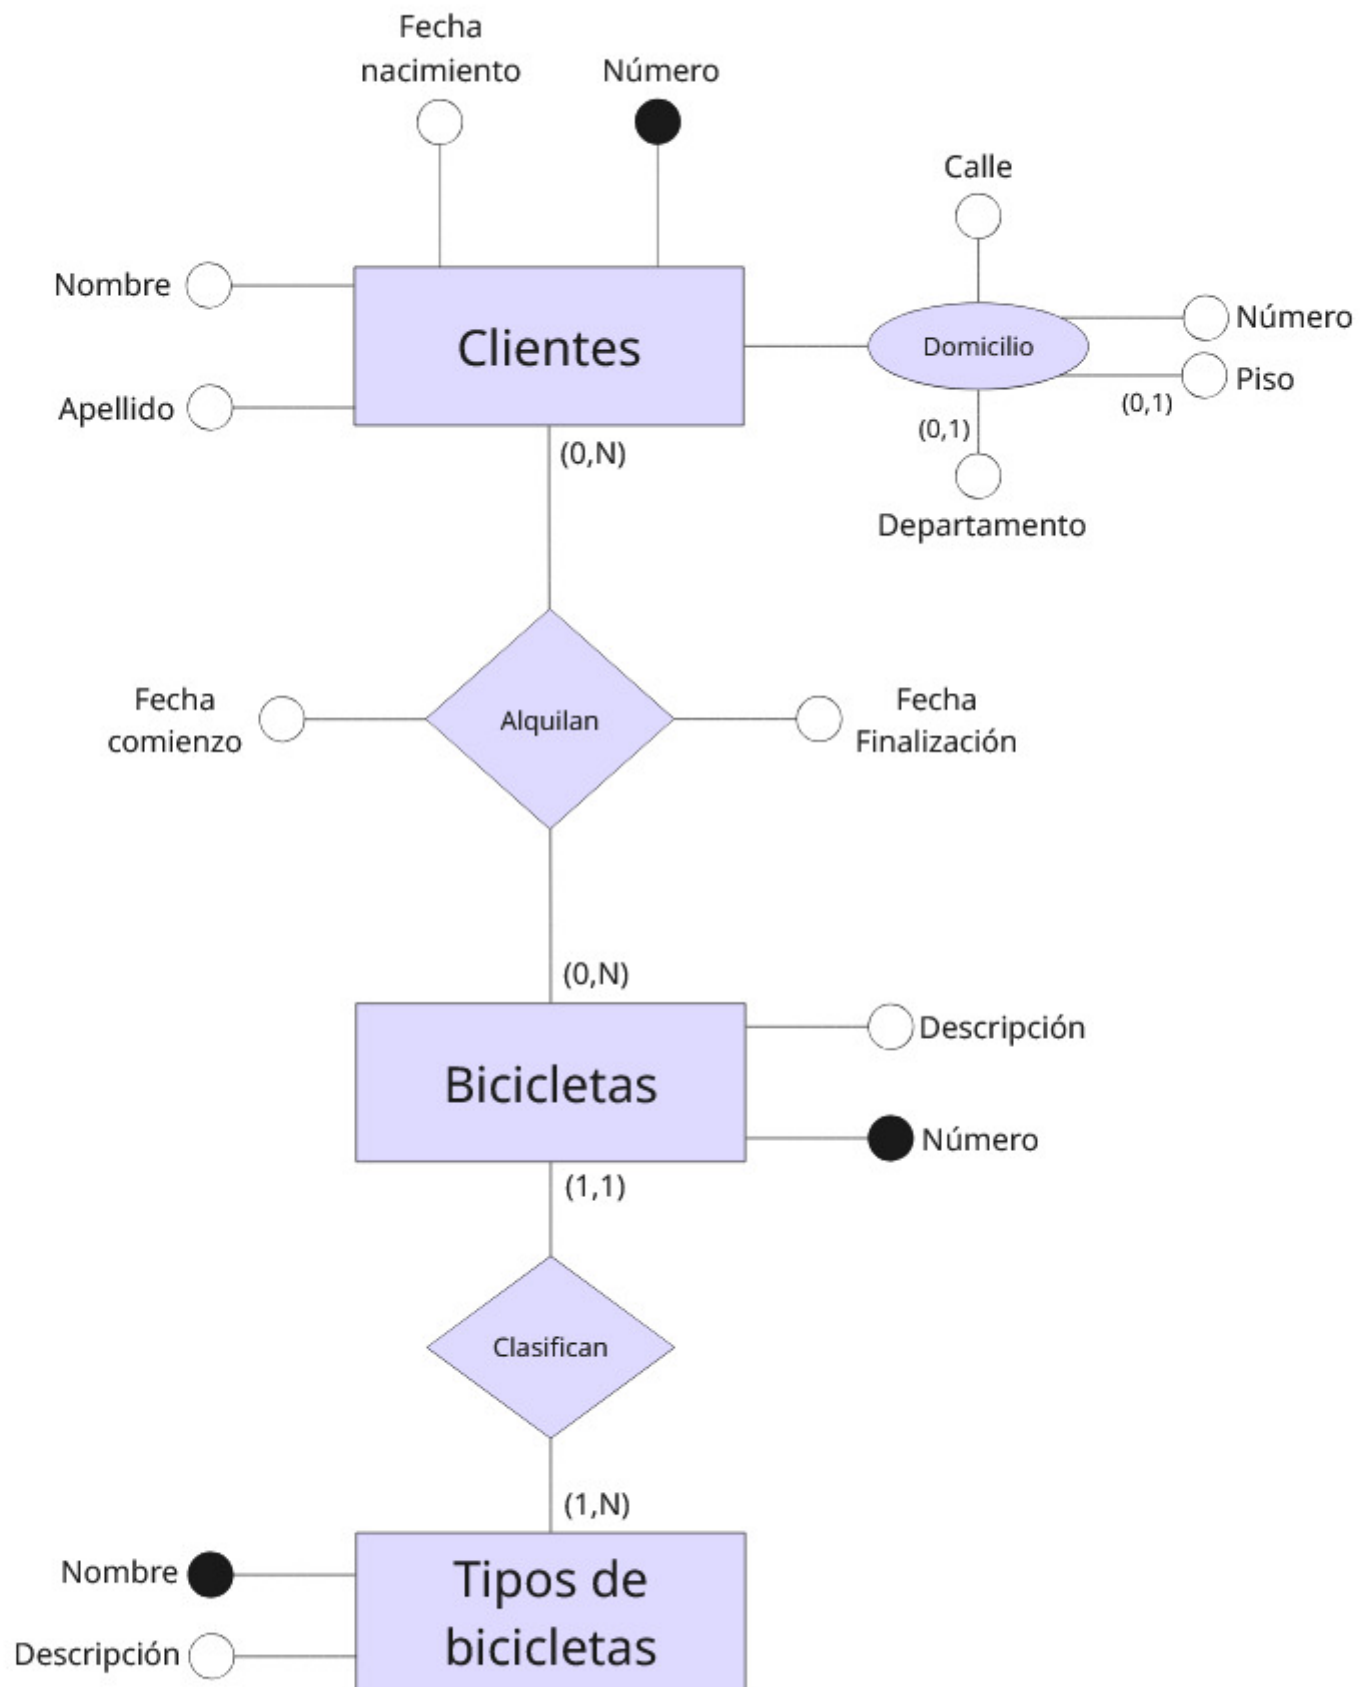 Fecha
nacimiento
Número
Calle
Nombre
Clientes
Domicilio
Número
Piso
(0,1)
Apellido
(0,N)
(0,1)
Departamento
Fecha
comienzo
Alquilan
Fecha
Finalización
(0,N)
Bicicletas
Descripción
Número
(1,1)
Clasifican
(1,N)
Nombre
Tipos de
bicicletas
Descripción